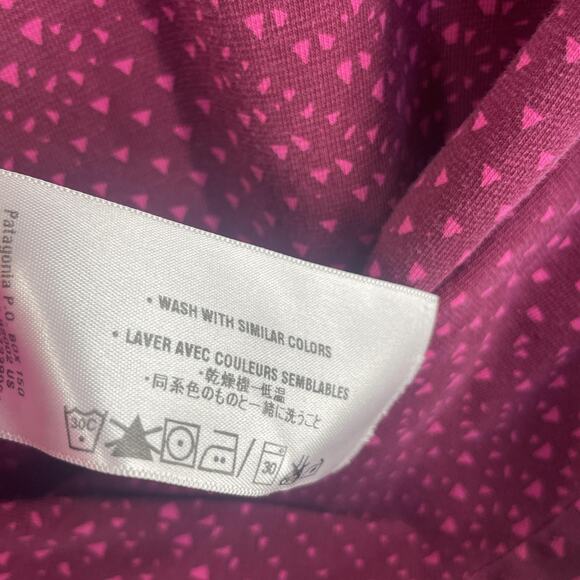 • WASH WITH SIMILAR COLORS
• LAVER AVEC COULEURS SEMBLABLES
・乾燥機一低温
・同系色のものと一緒に洗うこと
30C
30
Patagonia P.O. Box 150